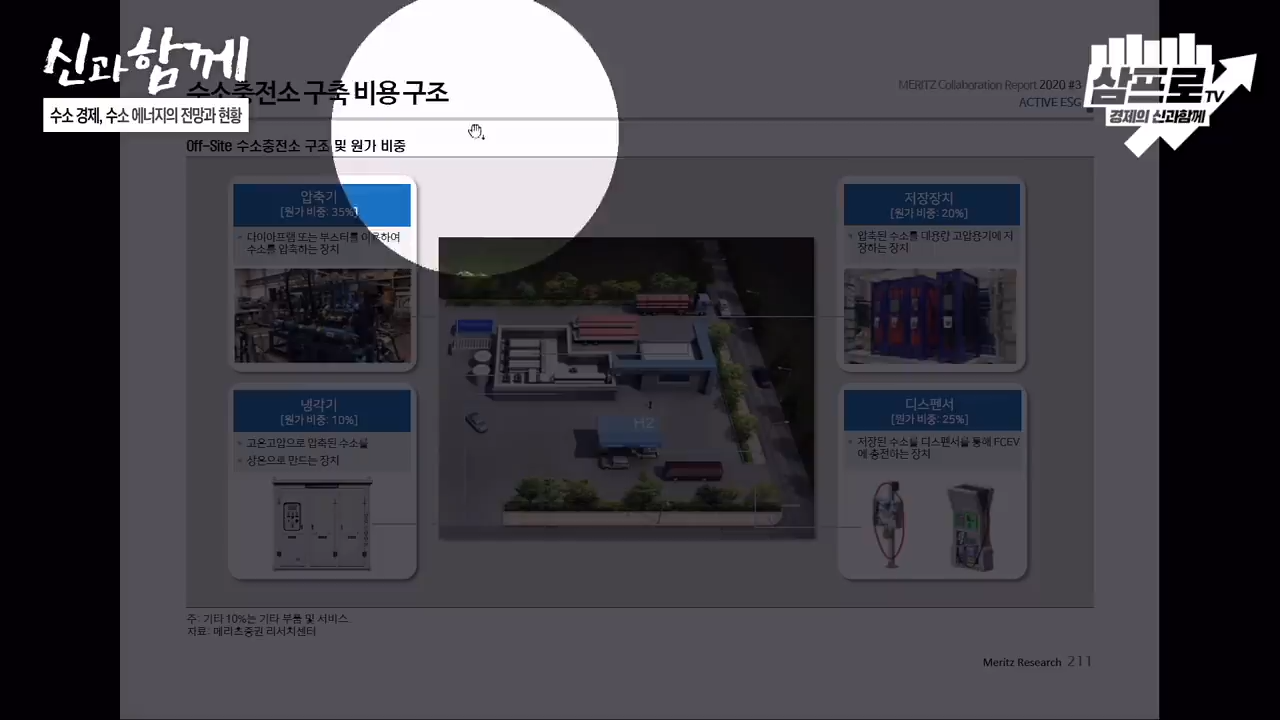 신과함께
수소 경제, 수소 에너지의 전망과 현황
삼프로TV
경제의 신과함께
수소충전소 구축 비용 구조
MERITZ Collaboration Report 2020 #3
ACTIVE ESG
Off-Site 수소충전소 구조 및 원가 비중
압축기
[원가 비중: 35%]
다이아프램 또는 부스터를 이용하여
수소를 압축하는 장치
저장장치
[원가 비중: 20%]
압축된 수소를 대용량 고압용기에 저
장하는 장치
냉각기
[원가 비중: 10%]
고온고압으로 압축된 수소를
상온으로 만드는 장치
H2
디스펜서
[원가 비중: 25%]
저장된 수소를 디스펜서를 통해 FCEV
에 충전하는 장치
주: 기타 10%는 기타 부품 및 서비스
자료: 메리츠증권 리서치센터
Meritz Research 211